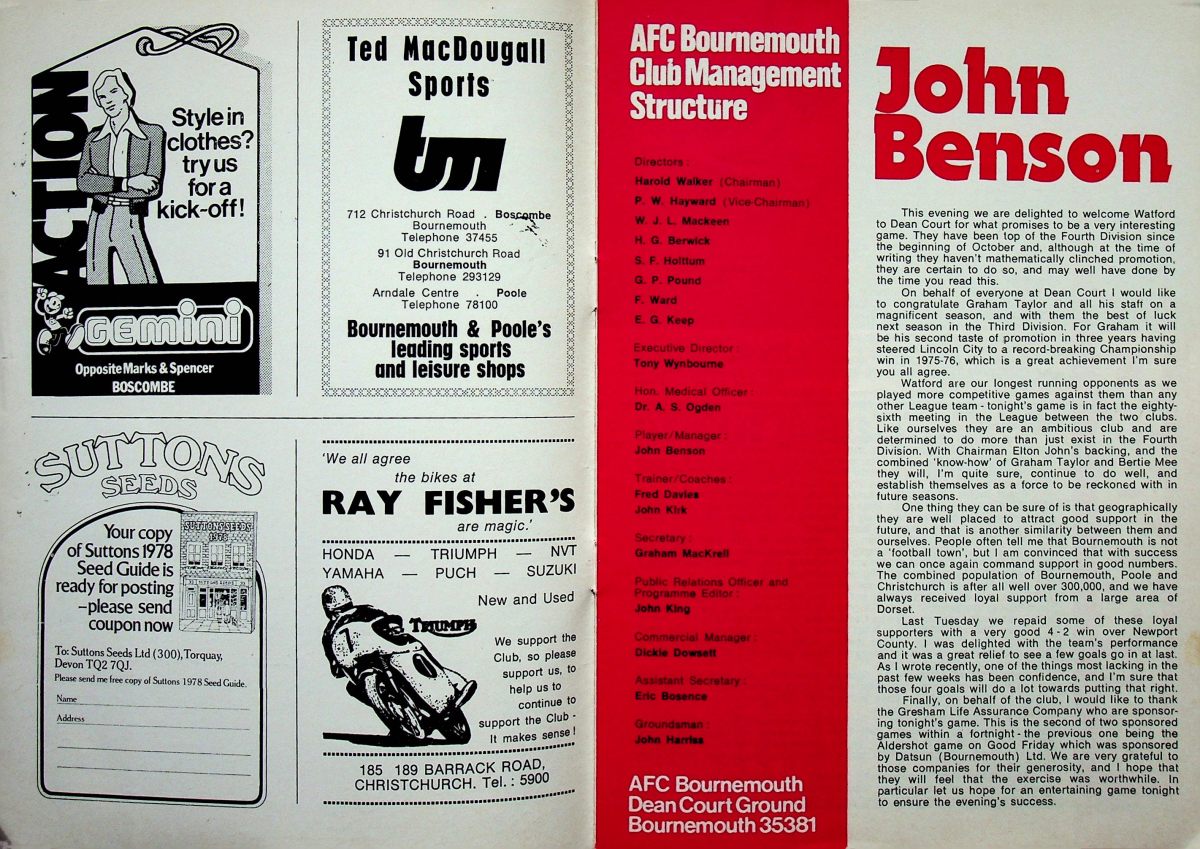 ACTION
Style in
clothes?
try us
for a
kick-off!
GEMINI
Opposite Marks & Spencer
BOSCOMBE
Ted MacDougall
Sports
tm
712 Christchurch Road . Boscombe
Bournemouth
Telephone 37455
91 Old Christchurch Road
Bournemouth
Telephone 293129
Arndale Centre . Poole
Telephone 78100
Bournemouth & Poole's
leading sports
and leisure shops
SUTTONS
SEEDS
Your copy
of Suttons 1978
Seed Guide is
ready for posting
–please send
coupon now
SUTTONS SEEDS
1978
To: Suttons Seeds Ltd (300), Torquay,
Devon TQ2 7QJ.
Please send me free copy of Suttons 1978 Seed Guide.
Name
Address
'We all agree
the bikes at
RAY FISHER'S
are magic.'
HONDA — TRIUMPH — NVT
YAMAHA — PUCH — SUZUKI
New and Used
TRIUMPH
7
We support the
Club, so please
support us, to
help us to
continue to
support the Club -
It makes sense!
185 189 BARRACK ROAD,
CHRISTCHURCH. Tel. : 5900
AFC Bournemouth
Club Management
Structure
Directors :
Harold Walker (Chairman)
P. W. Hayward (Vice-Chairman)
W. J. L. Mackeen
H. G. Berwick
S. F. Hoittum
G. P. Pound
F. Ward
E. G. Keep
Executive Director :
Tony Wynbourne
Hon. Medical Officer :
Dr. A. S. Ogden
Player/Manager :
John Benson
Trainer/Coaches :
Fred Davies
John Kirk
Secretary :
Graham MacKrell
Public Relations Officer and
Programme Editor :
John King
Commercial Manager :
Dickie Dowsett
Assistant Secretary :
Eric Bosence
Groundsman :
John Harriss
AFC Bournemouth
Dean Court Ground
Bournemouth 35381
John
Benson
This evening we are delighted to welcome Watford
to Dean Court for what promises to be a very interesting
game. They have been top of the Fourth Division since
the beginning of October and, although at the time of
writing they haven't mathematically clinched promotion,
they are certain to do so, and may well have done by
the time you read this.
On behalf of everyone at Dean Court I would like
to congratulate Graham Taylor and all his staff on a
magnificent season, and with them the best of luck
next season in the Third Division. For Graham it will
be his second taste of promotion in three years having
steered Lincoln City to a record-breaking Championship
win in 1975-76, which is a great achievement I'm sure
you all agree.
Watford are our longest running opponents as we
played more competitive games against them than any
other League team - tonight's game is in fact the eighty-
sixth meeting in the League between the two clubs.
Like ourselves they are an ambitious club and are
determined to do more than just exist in the Fourth
Division. With Chairman Elton John's backing, and the
combined 'know-how' of Graham Taylor and Bertie Mee
they will, I'm quite sure, continue to do well, and
establish themselves as a force to be reckoned with in
future seasons.
One thing they can be sure of is that geographically
they are well placed to attract good support in the
future, and that is another similarity between them and
ourselves. People often tell me that Bournemouth is not
a 'football town', but I am convinced that with success
we can once again command support in good numbers.
The combined population of Bournemouth, Poole and
Christchurch is after all well over 300,000, and we have
always received loyal support from a large area of
Dorset.
Last Tuesday we repaid some of these loyal
supporters with a very good 4 - 2 win over Newport
County. I was delighted with the team's performance
and it was a great relief to see a few goals go in at last.
As I wrote recently, one of the things most lacking in the
past few weeks has been confidence, and I'm sure that
those four goals will do a lot towards putting that right.
Finally, on behalf of the club, I would like to thank
the Gresham Life Assurance Company who are sponsor-
ing tonight's game. This is the second of two sponsored
games within a fortnight - the previous one being the
Aldershot game on Good Friday which was sponsored
by Datsun (Bournemouth) Ltd. We are very grateful to
those companies for their generosity, and I hope that
they will feel that the exercise was worthwhile. In
particular let us hope for an entertaining game tonight
to ensure the evening's success.